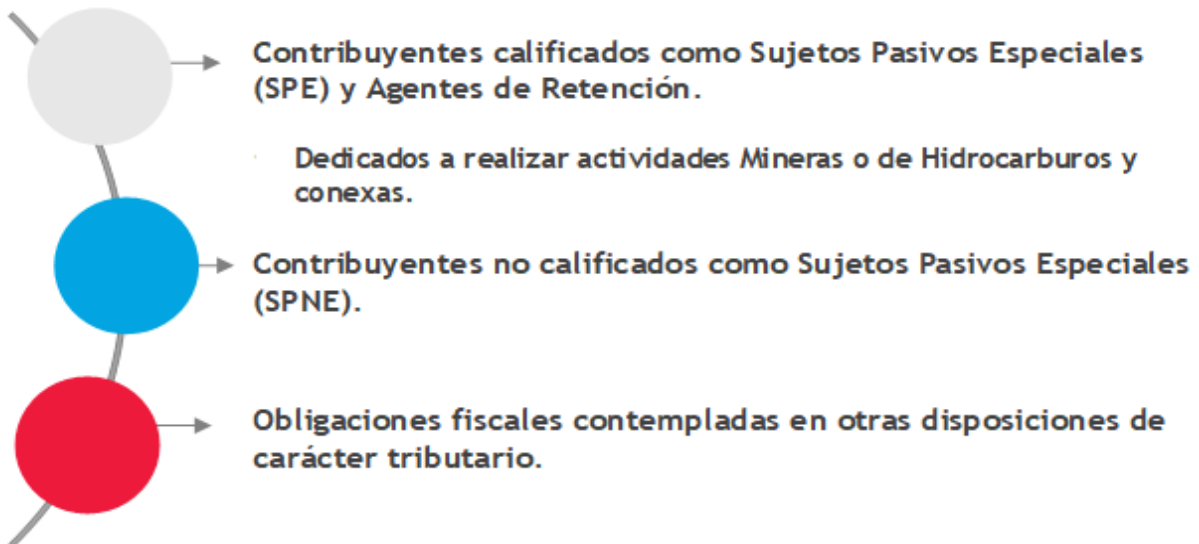 Contribuyentes calificados como Sujetos Pasivos Especiales
(SPE) y Agentes de Retención.
Dedicados a realizar actividades Mineras o de Hidrocarburos y
conexas.
Contribuyentes no calificados como Sujetos Pasivos Especiales
(SPNE).
Obligaciones fiscales contempladas en otras disposiciones de
carácter tributario.